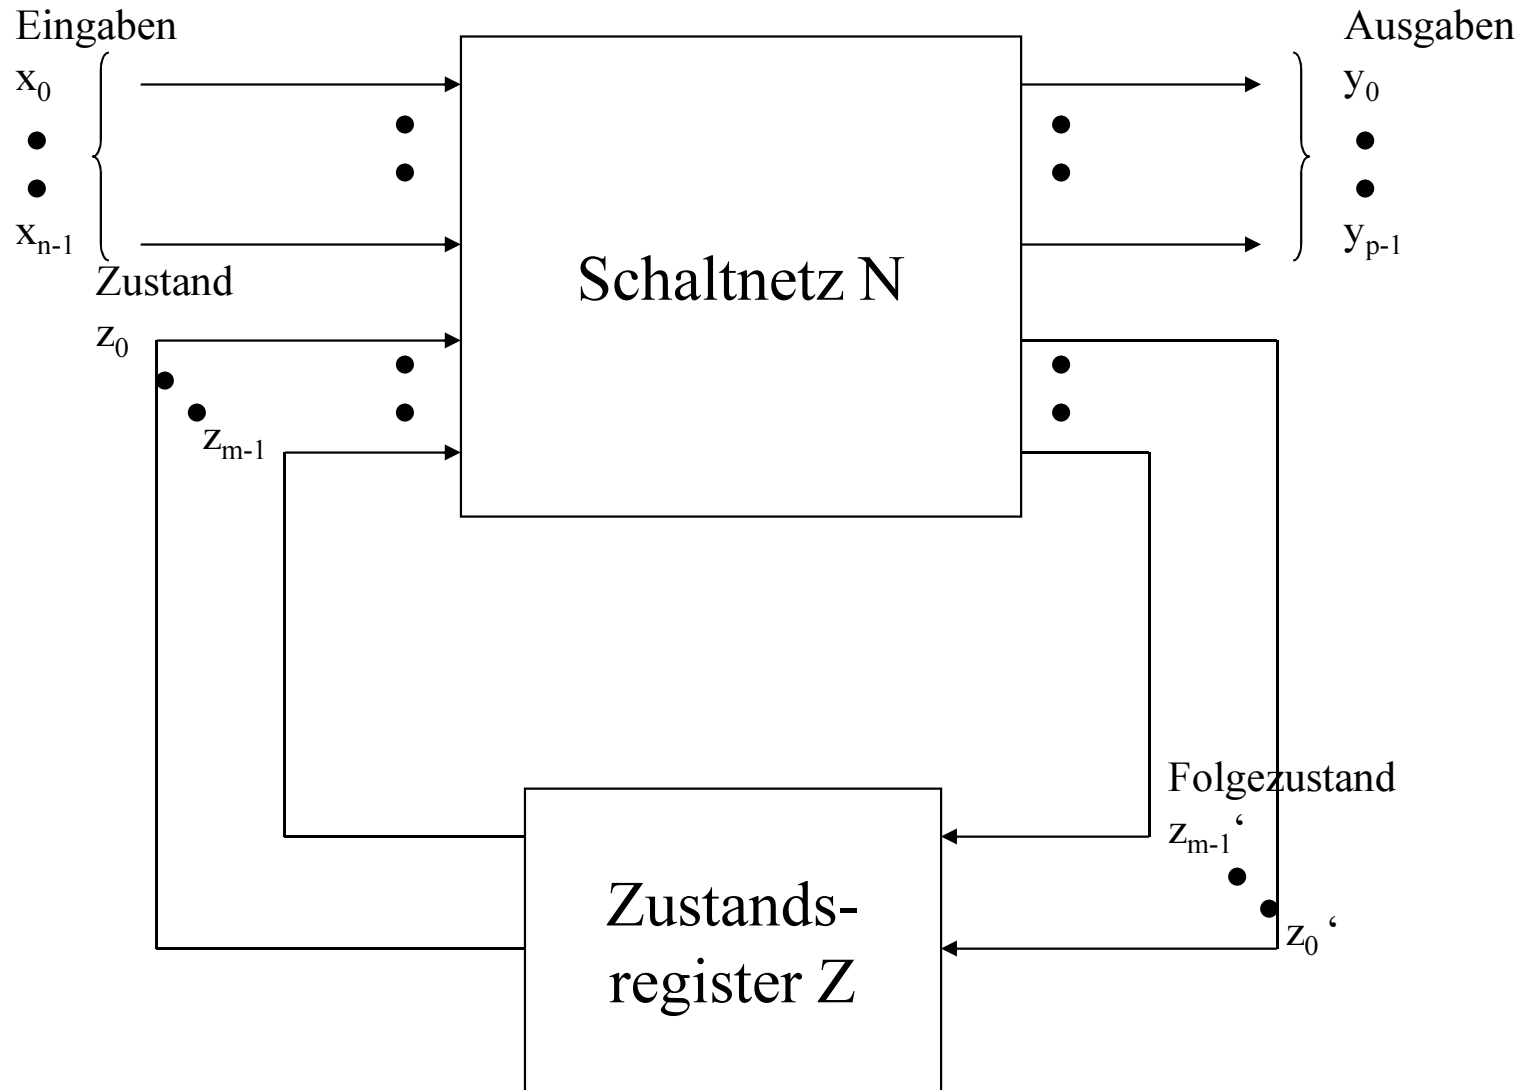 Eingaben
x0
xn-1
Zustand
z0
zm-1
Schaltnetz N
Ausgaben
y0
yp-1
Folgezustand
zm-1‘
z0 ‘
Zustands-
register Z